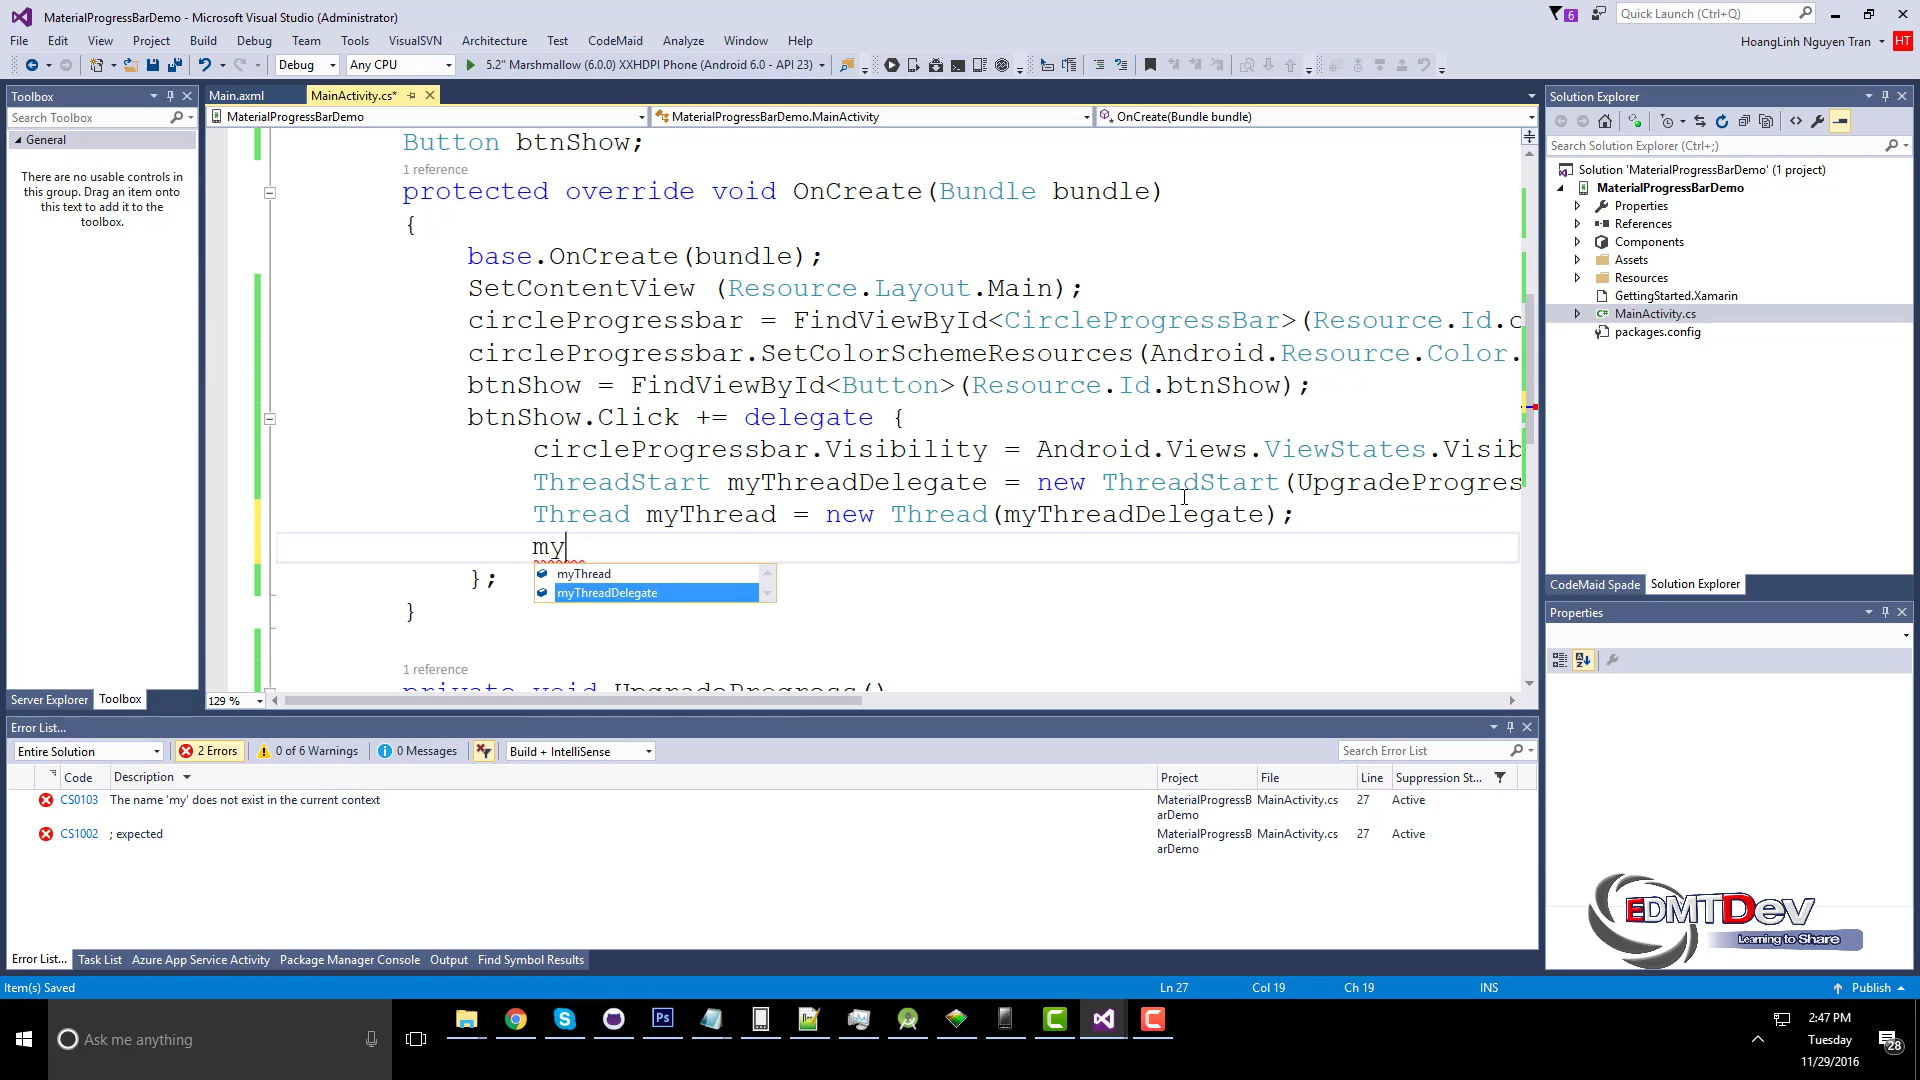 MaterialProgressBarDemo - Microsoft Visual Studio (Administrator)
6
Quick Launch (Ctrl+Q)
File Edit View Project Build Debug Team Tools VisualSVN Architecture Test CodeMaid Analyze Window Help
HoangLinh Nguyen Tran HT
Debug Any CPU 5.2" Marshmallow (6.0.0) XXHDPI Phone (Android 6.0 - API 23)
Toolbox
Search Toolbox
General
There are no usable controls in
this group. Drag an item onto
this text to add it to the
toolbox.
Server Explorer Toolbox
Main.axml MainActivity.cs*
MaterialProgressBarDemo MaterialProgressBarDemo.MainActivity OnCreate(Bundle bundle)
Button btnShow;
1 reference
protected override void OnCreate(Bundle bundle)
{
base.OnCreate(bundle);
SetContentView (Resource.Layout.Main);
circleProgressbar = FindViewById<CircleProgressBar>(Resource.Id.c
circleProgressbar.SetColorSchemeResources(Android.Resource.Color.
btnShow = FindViewById<Button>(Resource.Id.btnShow);
btnShow.Click += delegate {
circleProgressbar.Visibility = Android.Views.ViewStates.Visib
ThreadStart myThreadDelegate = new ThreadStart(UpgradeProgres
Thread myThread = new Thread(myThreadDelegate);
my
myThread
myThreadDelegate
};
}
1 reference
private void UpgradeProgress()
129 %
Solution Explorer
Search Solution Explorer (Ctrl+;)
Solution 'MaterialProgressBarDemo' (1 project)
MaterialProgressBarDemo
Properties
References
Components
Assets
Resources
GettingStarted.Xamarin
MainActivity.cs
packages.config
CodeMaid Spade Solution Explorer
Properties
Error List...
Entire Solution 2 Errors 0 of 6 Warnings 0 Messages Build + IntelliSense Search Error List
Code Description Project File Line Suppression St...
CS0103 The name 'my' does not exist in the current context MaterialProgressB MainActivity.cs 27 Active
arDemo
CS1002 ; expected MaterialProgressB MainActivity.cs 27 Active
arDemo
Error List... Task List Azure App Service Activity Package Manager Console Output Find Symbol Results
EDMTDev
Learning to Share
Item(s) Saved Ln 27 Col 19 Ch 19 INS Publish
Ask me anything
Ps
2:47 PM
Tuesday
11/29/2016
28